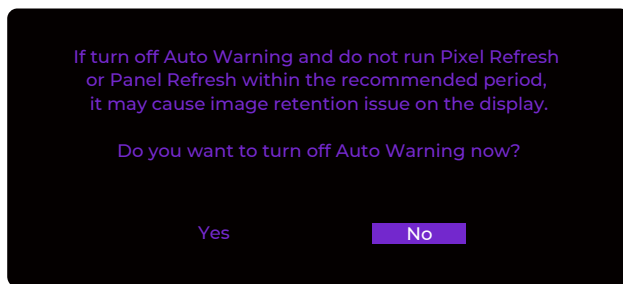 If turn off Auto Warning and do not run Pixel Refresh
or Panel Refresh within the recommended period,
it may cause image retention issue on the display.
Do you want to turn off Auto Warning now?
Yes No